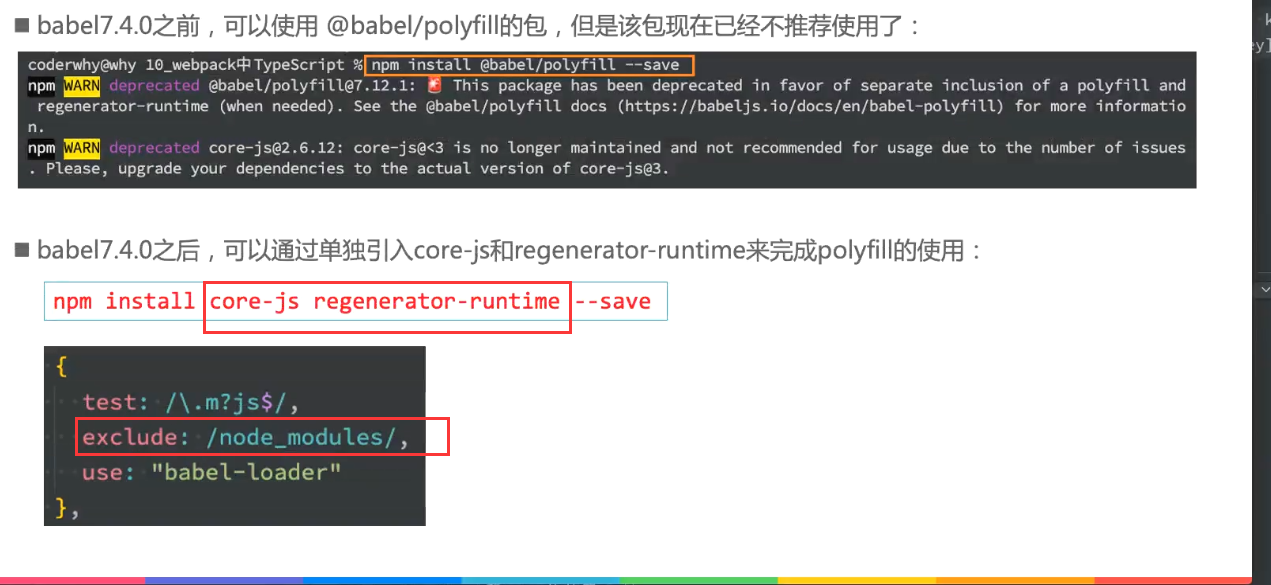 babel7.4.0之前，可以使用 @babel/polyfill的包，但是该包现在已经不推荐使用了：
coderwhy@why 10_webpack中TypeScript % npm install @babel/polyfill --save
npm WARN deprecated @babel/polyfill@7.12.1: 🚨 This package has been deprecated in favor of separate inclusion of a polyfill and
regenerator-runtime (when needed). See the @babel/polyfill docs (https://babeljs.io/docs/en/babel-polyfill) for more informatio
n.
npm WARN deprecated core-js@2.6.12: core-js@<3 is no longer maintained and not recommended for usage due to the number of issues
. Please, upgrade your dependencies to the actual version of core-js@3.
babel7.4.0之后，可以通过单独引入core-js和regenerator-runtime来完成polyfill的使用：
npm install core-js regenerator-runtime --save
{
test: /\.m?js$/,
exclude: /node_modules/,
use: "babel-loader"
},